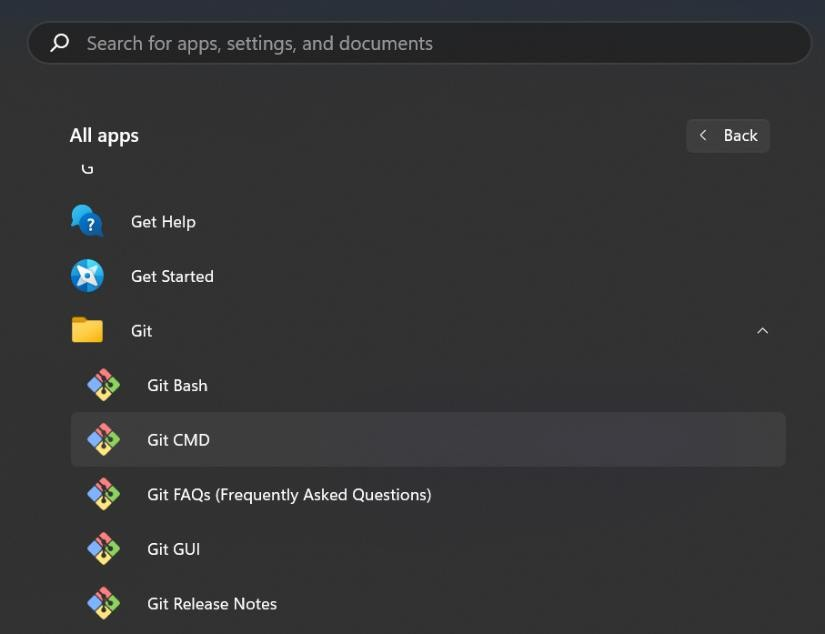 Search for apps, settings, and documents
All apps
Back
G
Get Help
Get Started
Git
Git Bash
Git CMD
Git FAQs (Frequently Asked Questions)
Git GUI
Git Release Notes